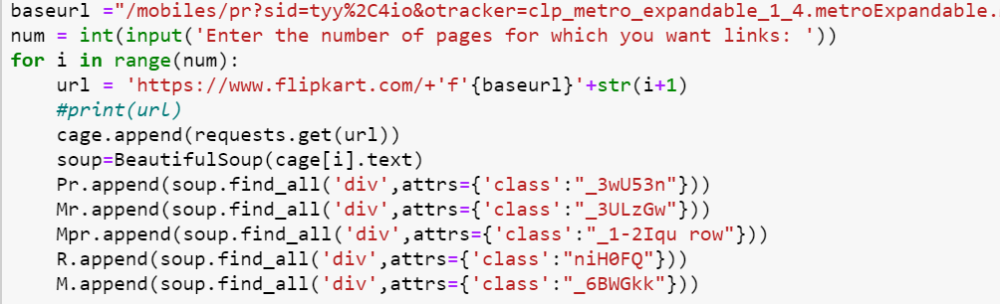 baseurl ="/mobiles/pr?sid=tyy%2C4io&otracker=clp_metro_expandable_1_4.metroExpandable.
num = int(input('Enter the number of pages for which you want links: '))
for i in range(num):
    url = 'https://www.flipkart.com/+'f'{baseurl}'+str(i+1)
    #print(url)
    cage.append(requests.get(url))
    soup=BeautifulSoup(cage[i].text)
    Pr.append(soup.find_all('div',attrs={'class':"_3wU53n"}))
    Mr.append(soup.find_all('div',attrs={'class':"_3ULzGw"}))
    Mpr.append(soup.find_all('div',attrs={'class':"_1-2Iqu row"}))
    R.append(soup.find_all('div',attrs={'class':"niH0FQ"}))
    M.append(soup.find_all('div',attrs={'class':"_6BWGkk"}))